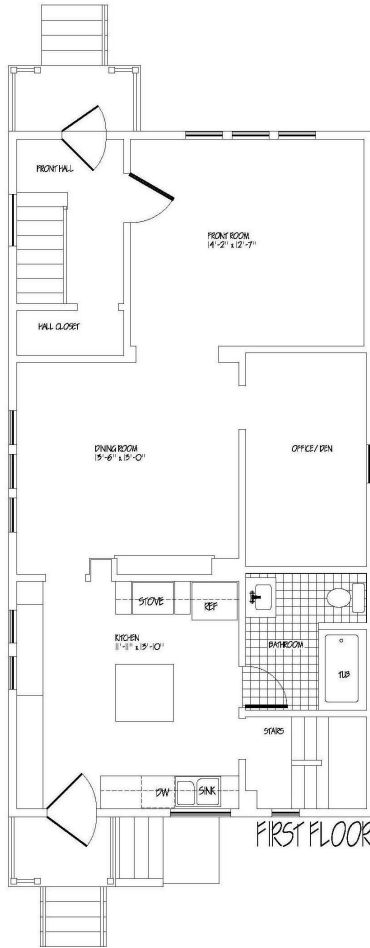 FRONT HALL
FRONT ROOM
14'-2" x 12'-7"
HALL CLOSET
DINING ROOM
13'-6" x 13'-0"
OFFICE/ DEN
STOVE
REF
KITCHEN
11'-11" x 13'-10"
BATHROOM
TUB
STAIRS
DW
SINK
FIRST FLOOR